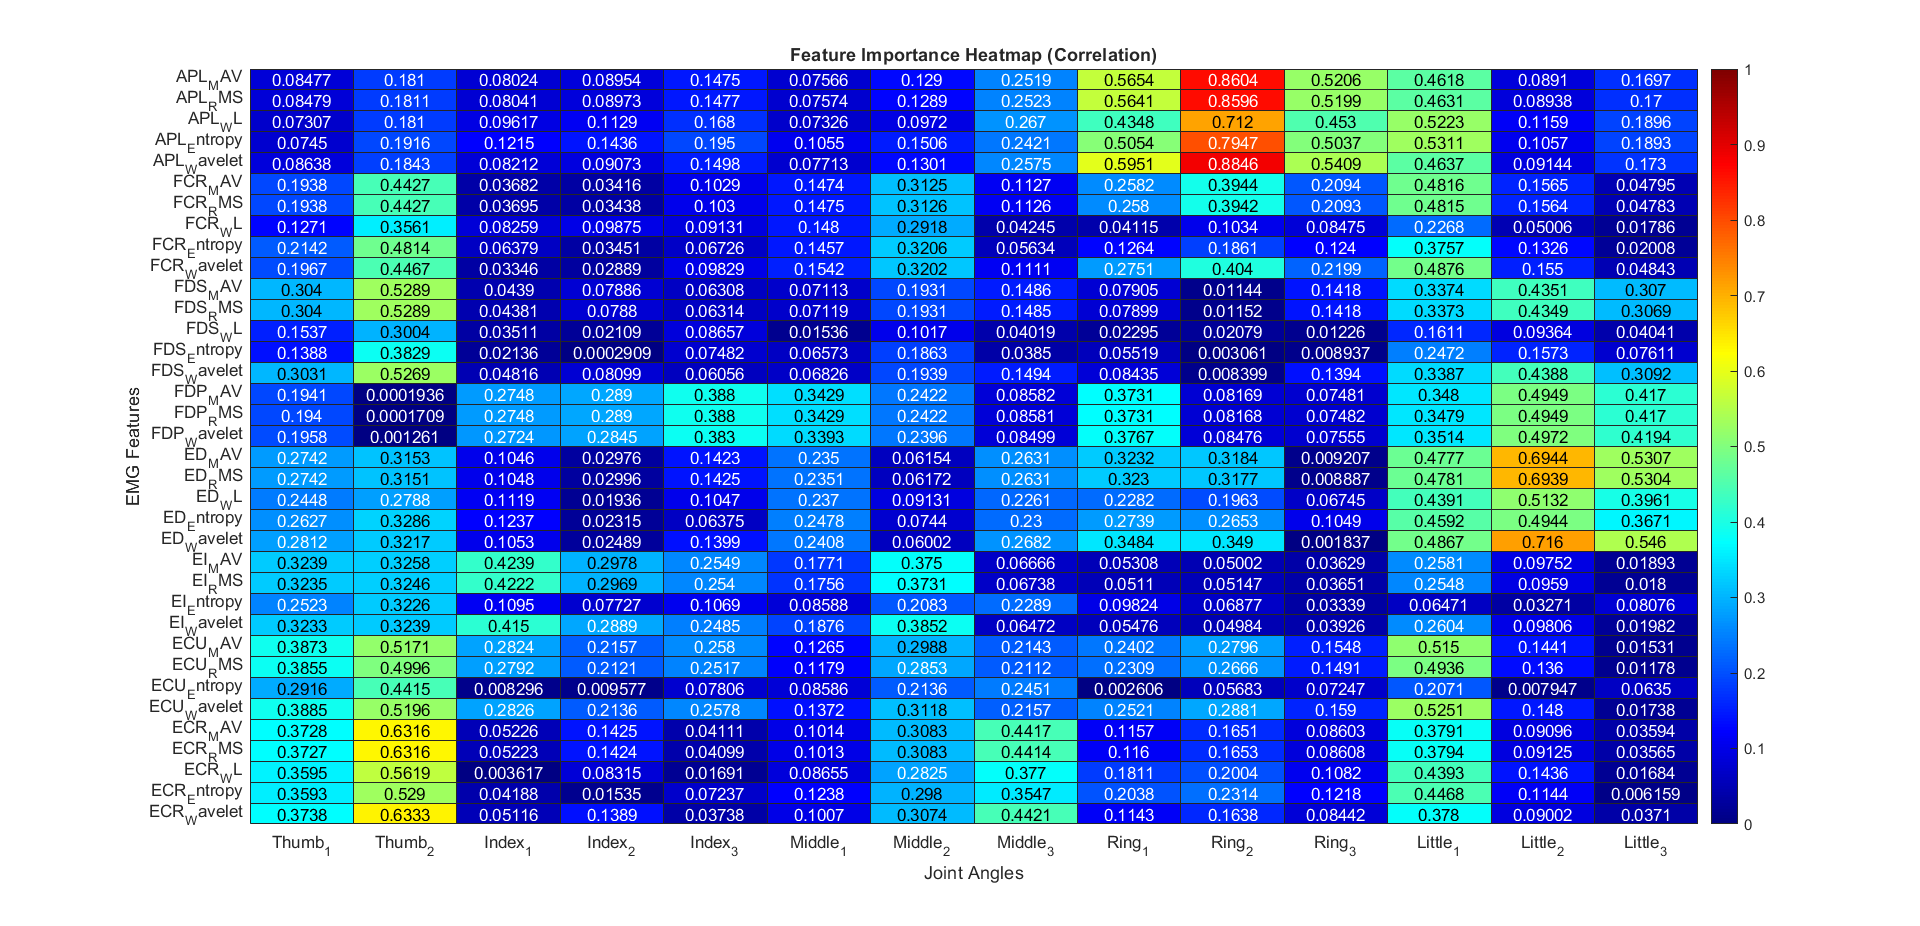 Feature Importance Heatmap (Correlation)
APL_MAV 0.08477 0.181 0.08024 0.08954 0.1475 0.07566 0.129 0.2519 0.5654 0.8604 0.5206 0.4618 0.0891 0.1697
APL_RMS 0.08479 0.1811 0.08041 0.08973 0.1477 0.07574 0.1289 0.2523 0.5641 0.8596 0.5199 0.4631 0.08938 0.17
APL_WL 0.07307 0.181 0.09617 0.1129 0.168 0.07326 0.0972 0.267 0.4348 0.712 0.453 0.5223 0.1159 0.1896
APL_Entropy 0.0745 0.1916 0.1215 0.1436 0.195 0.1055 0.1506 0.2421 0.5054 0.7947 0.5037 0.5311 0.1057 0.1893
APL_Wavelet 0.08638 0.1843 0.08212 0.09073 0.1498 0.07713 0.1301 0.2575 0.5951 0.8846 0.5409 0.4637 0.09144 0.173
FCR_MAV 0.1938 0.4427 0.03682 0.03416 0.1029 0.1474 0.3125 0.1127 0.2582 0.3944 0.2094 0.4816 0.1565 0.04795
FCR_RMS 0.1938 0.4427 0.03695 0.03438 0.103 0.1475 0.3126 0.1126 0.258 0.3942 0.2093 0.4815 0.1564 0.04783
FCR_WL 0.1271 0.3561 0.08259 0.09875 0.09131 0.148 0.2918 0.04245 0.04115 0.1034 0.08475 0.2268 0.05006 0.01786
FCR_Entropy 0.2142 0.4814 0.06379 0.03451 0.06726 0.1457 0.3206 0.05634 0.1264 0.1861 0.124 0.3757 0.1326 0.02008
FCR_Wavelet 0.1967 0.4467 0.03346 0.02889 0.09829 0.1542 0.3202 0.1111 0.2751 0.404 0.2199 0.4876 0.155 0.04843
FDS_MAV 0.304 0.5289 0.0439 0.07886 0.06308 0.07113 0.1931 0.1486 0.07905 0.01144 0.1418 0.3374 0.4351 0.307
FDS_RMS 0.304 0.5289 0.04381 0.0788 0.06314 0.07119 0.1931 0.1485 0.07899 0.01152 0.1418 0.3373 0.4349 0.3069
FDS_WL 0.1537 0.3004 0.03511 0.02109 0.08657 0.01536 0.1017 0.04019 0.02295 0.02079 0.01226 0.1611 0.09364 0.04041
FDS_Entropy 0.1388 0.3829 0.02136 0.0002909 0.07482 0.06573 0.1863 0.0385 0.05519 0.003061 0.008937 0.2472 0.1573 0.07611
FDS_Wavelet 0.3031 0.5269 0.04816 0.08099 0.06056 0.06826 0.1939 0.1494 0.08435 0.008399 0.1394 0.3387 0.4388 0.3092
FDP_MAV 0.1941 0.0001936 0.2748 0.289 0.388 0.3429 0.2422 0.08582 0.3731 0.08169 0.07481 0.348 0.4949 0.417
FDP_RMS 0.194 0.0001709 0.2748 0.289 0.388 0.3429 0.2422 0.08581 0.3731 0.08168 0.07482 0.3479 0.4949 0.417
FDP_Wavelet 0.1958 0.001261 0.2724 0.2845 0.383 0.3393 0.2396 0.08499 0.3767 0.08476 0.07555 0.3514 0.4972 0.4194
ED_MAV 0.2742 0.3153 0.1046 0.02976 0.1423 0.235 0.06154 0.2631 0.3232 0.3184 0.009207 0.4777 0.6944 0.5307
ED_RMS 0.2742 0.3151 0.1048 0.02996 0.1425 0.2351 0.06172 0.2631 0.323 0.3177 0.008887 0.4781 0.6939 0.5304
ED_WL 0.2448 0.2788 0.1119 0.01936 0.1047 0.237 0.09131 0.2261 0.2282 0.1963 0.06745 0.4391 0.5132 0.3961
ED_Entropy 0.2627 0.3286 0.1237 0.02315 0.06375 0.2478 0.0744 0.23 0.2739 0.2653 0.1049 0.4592 0.4944 0.3671
ED_Wavelet 0.2812 0.3217 0.1053 0.02489 0.1399 0.2408 0.06002 0.2682 0.3484 0.349 0.001837 0.4867 0.716 0.546
EI_MAV 0.3239 0.3258 0.4239 0.2978 0.2549 0.1771 0.375 0.06666 0.05308 0.05002 0.03629 0.2581 0.09752 0.01893
EI_RMS 0.3235 0.3246 0.4222 0.2969 0.254 0.1756 0.3731 0.06738 0.0511 0.05147 0.03651 0.2548 0.0959 0.018
EI_Entropy 0.2523 0.3226 0.1095 0.07727 0.1069 0.08588 0.2083 0.2289 0.09824 0.06877 0.03339 0.06471 0.03271 0.08076
EI_Wavelet 0.3233 0.3239 0.415 0.2889 0.2485 0.1876 0.3852 0.06472 0.05476 0.04984 0.03926 0.2604 0.09806 0.01982
ECU_MAV 0.3873 0.5171 0.2824 0.2157 0.258 0.1265 0.2988 0.2143 0.2402 0.2796 0.1548 0.515 0.1441 0.01531
ECU_RMS 0.3855 0.4996 0.2792 0.2121 0.2517 0.1179 0.2853 0.2112 0.2309 0.2666 0.1491 0.4936 0.136 0.01178
ECU_Entropy 0.2916 0.4415 0.008296 0.009577 0.07806 0.08586 0.2136 0.2451 0.002606 0.05683 0.07247 0.2071 0.007947 0.0635
ECU_Wavelet 0.3885 0.5196 0.2826 0.2136 0.2578 0.1372 0.3118 0.2157 0.2521 0.2881 0.159 0.5251 0.148 0.01738
ECR_MAV 0.3728 0.6316 0.05226 0.1425 0.04111 0.1014 0.3083 0.4417 0.1157 0.1651 0.08603 0.3791 0.09096 0.03594
ECR_RMS 0.3727 0.6316 0.05223 0.1424 0.04099 0.1013 0.3083 0.4414 0.116 0.1653 0.08608 0.3794 0.09125 0.03565
ECR_WL 0.3595 0.5619 0.003617 0.08315 0.01691 0.08655 0.2825 0.377 0.1811 0.2004 0.1082 0.4393 0.1436 0.01684
ECR_Entropy 0.3593 0.529 0.04188 0.01535 0.07237 0.1238 0.298 0.3547 0.2038 0.2314 0.1218 0.4468 0.1144 0.006159
ECR_Wavelet 0.3738 0.6333 0.05116 0.1389 0.03738 0.1007 0.3074 0.4421 0.1143 0.1638 0.08442 0.378 0.09002 0.0371
Thumb_1 Thumb_2 Index_1 Index_2 Index_3 Middle_1 Middle_2 Middle_3 Ring_1 Ring_2 Ring_3 Little_1 Little_2 Little_3
Joint Angles
EMG Features
1
0.9
0.8
0.7
0.6
0.5
0.4
0.3
0.2
0.1
0